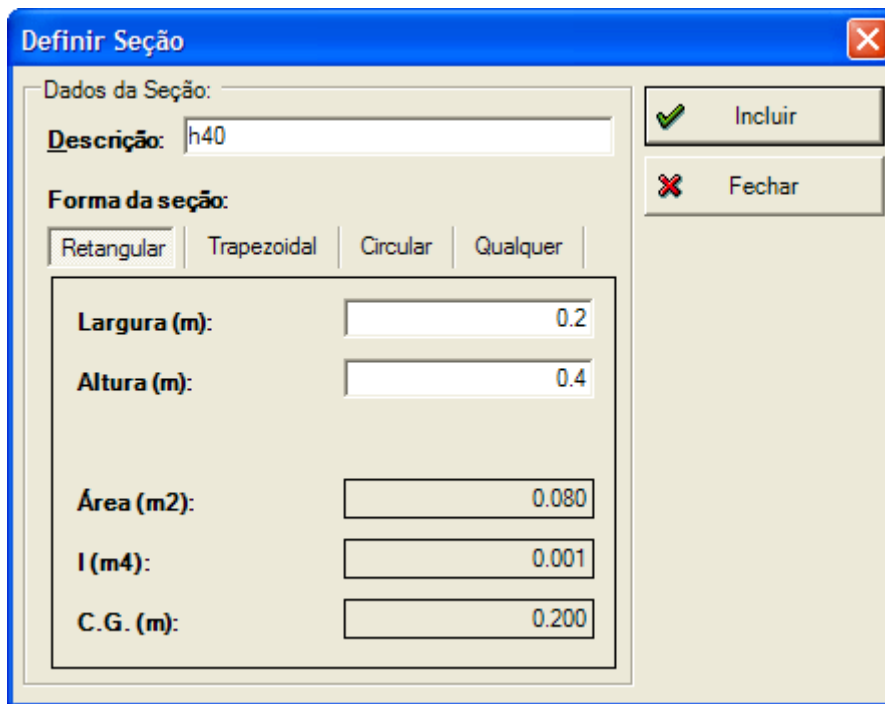 Definir Seção
Dados da Seção:
Descrição: h40
Incluir
Fechar
Forma da seção:
Retangular Trapezoidal Circular Qualquer
Largura (m): 0.2
Altura (m): 0.4
Área (m2): 0.080
I (m4): 0.001
C.G. (m): 0.200